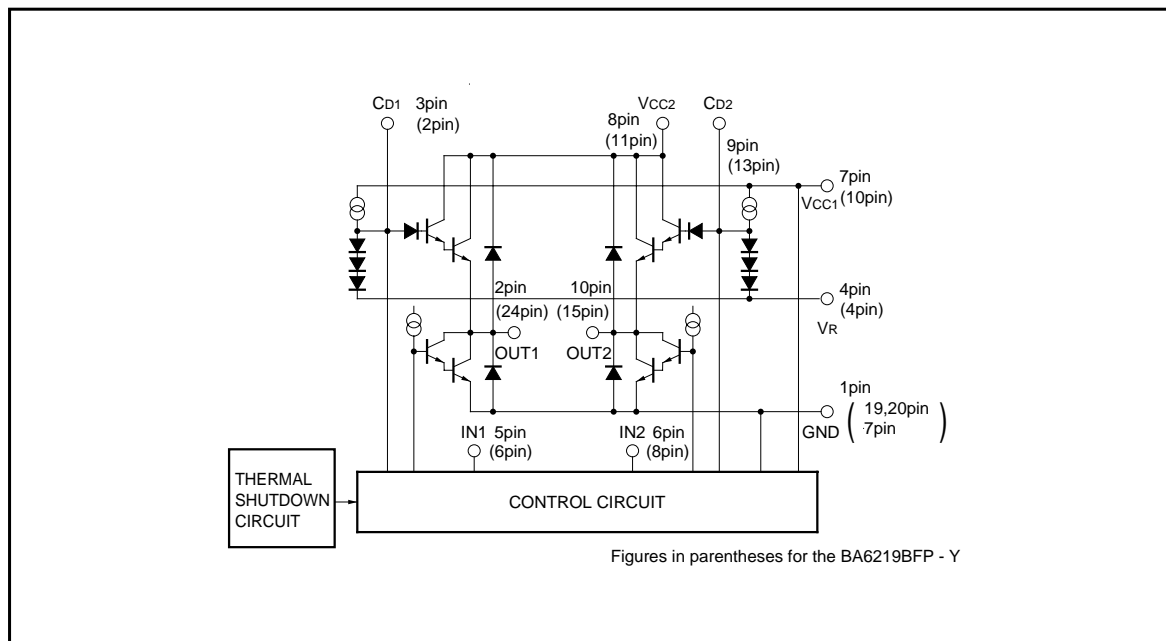 CD1 3pin
(2pin)
VCC2
8pin
(11pin)
CD2
9pin
(13pin)
7pin
VCC1 (10pin)
2pin
(24pin)
OUT1
10pin
(15pin)
OUT2
4pin
(4pin)
VR
1pin
GND ( 19,20pin
7pin )
IN1 5pin
(6pin)
IN2 6pin
(8pin)
THERMAL
SHUTDOWN
CIRCUIT
CONTROL CIRCUIT
Figures in parentheses for the BA6219BFP - Y